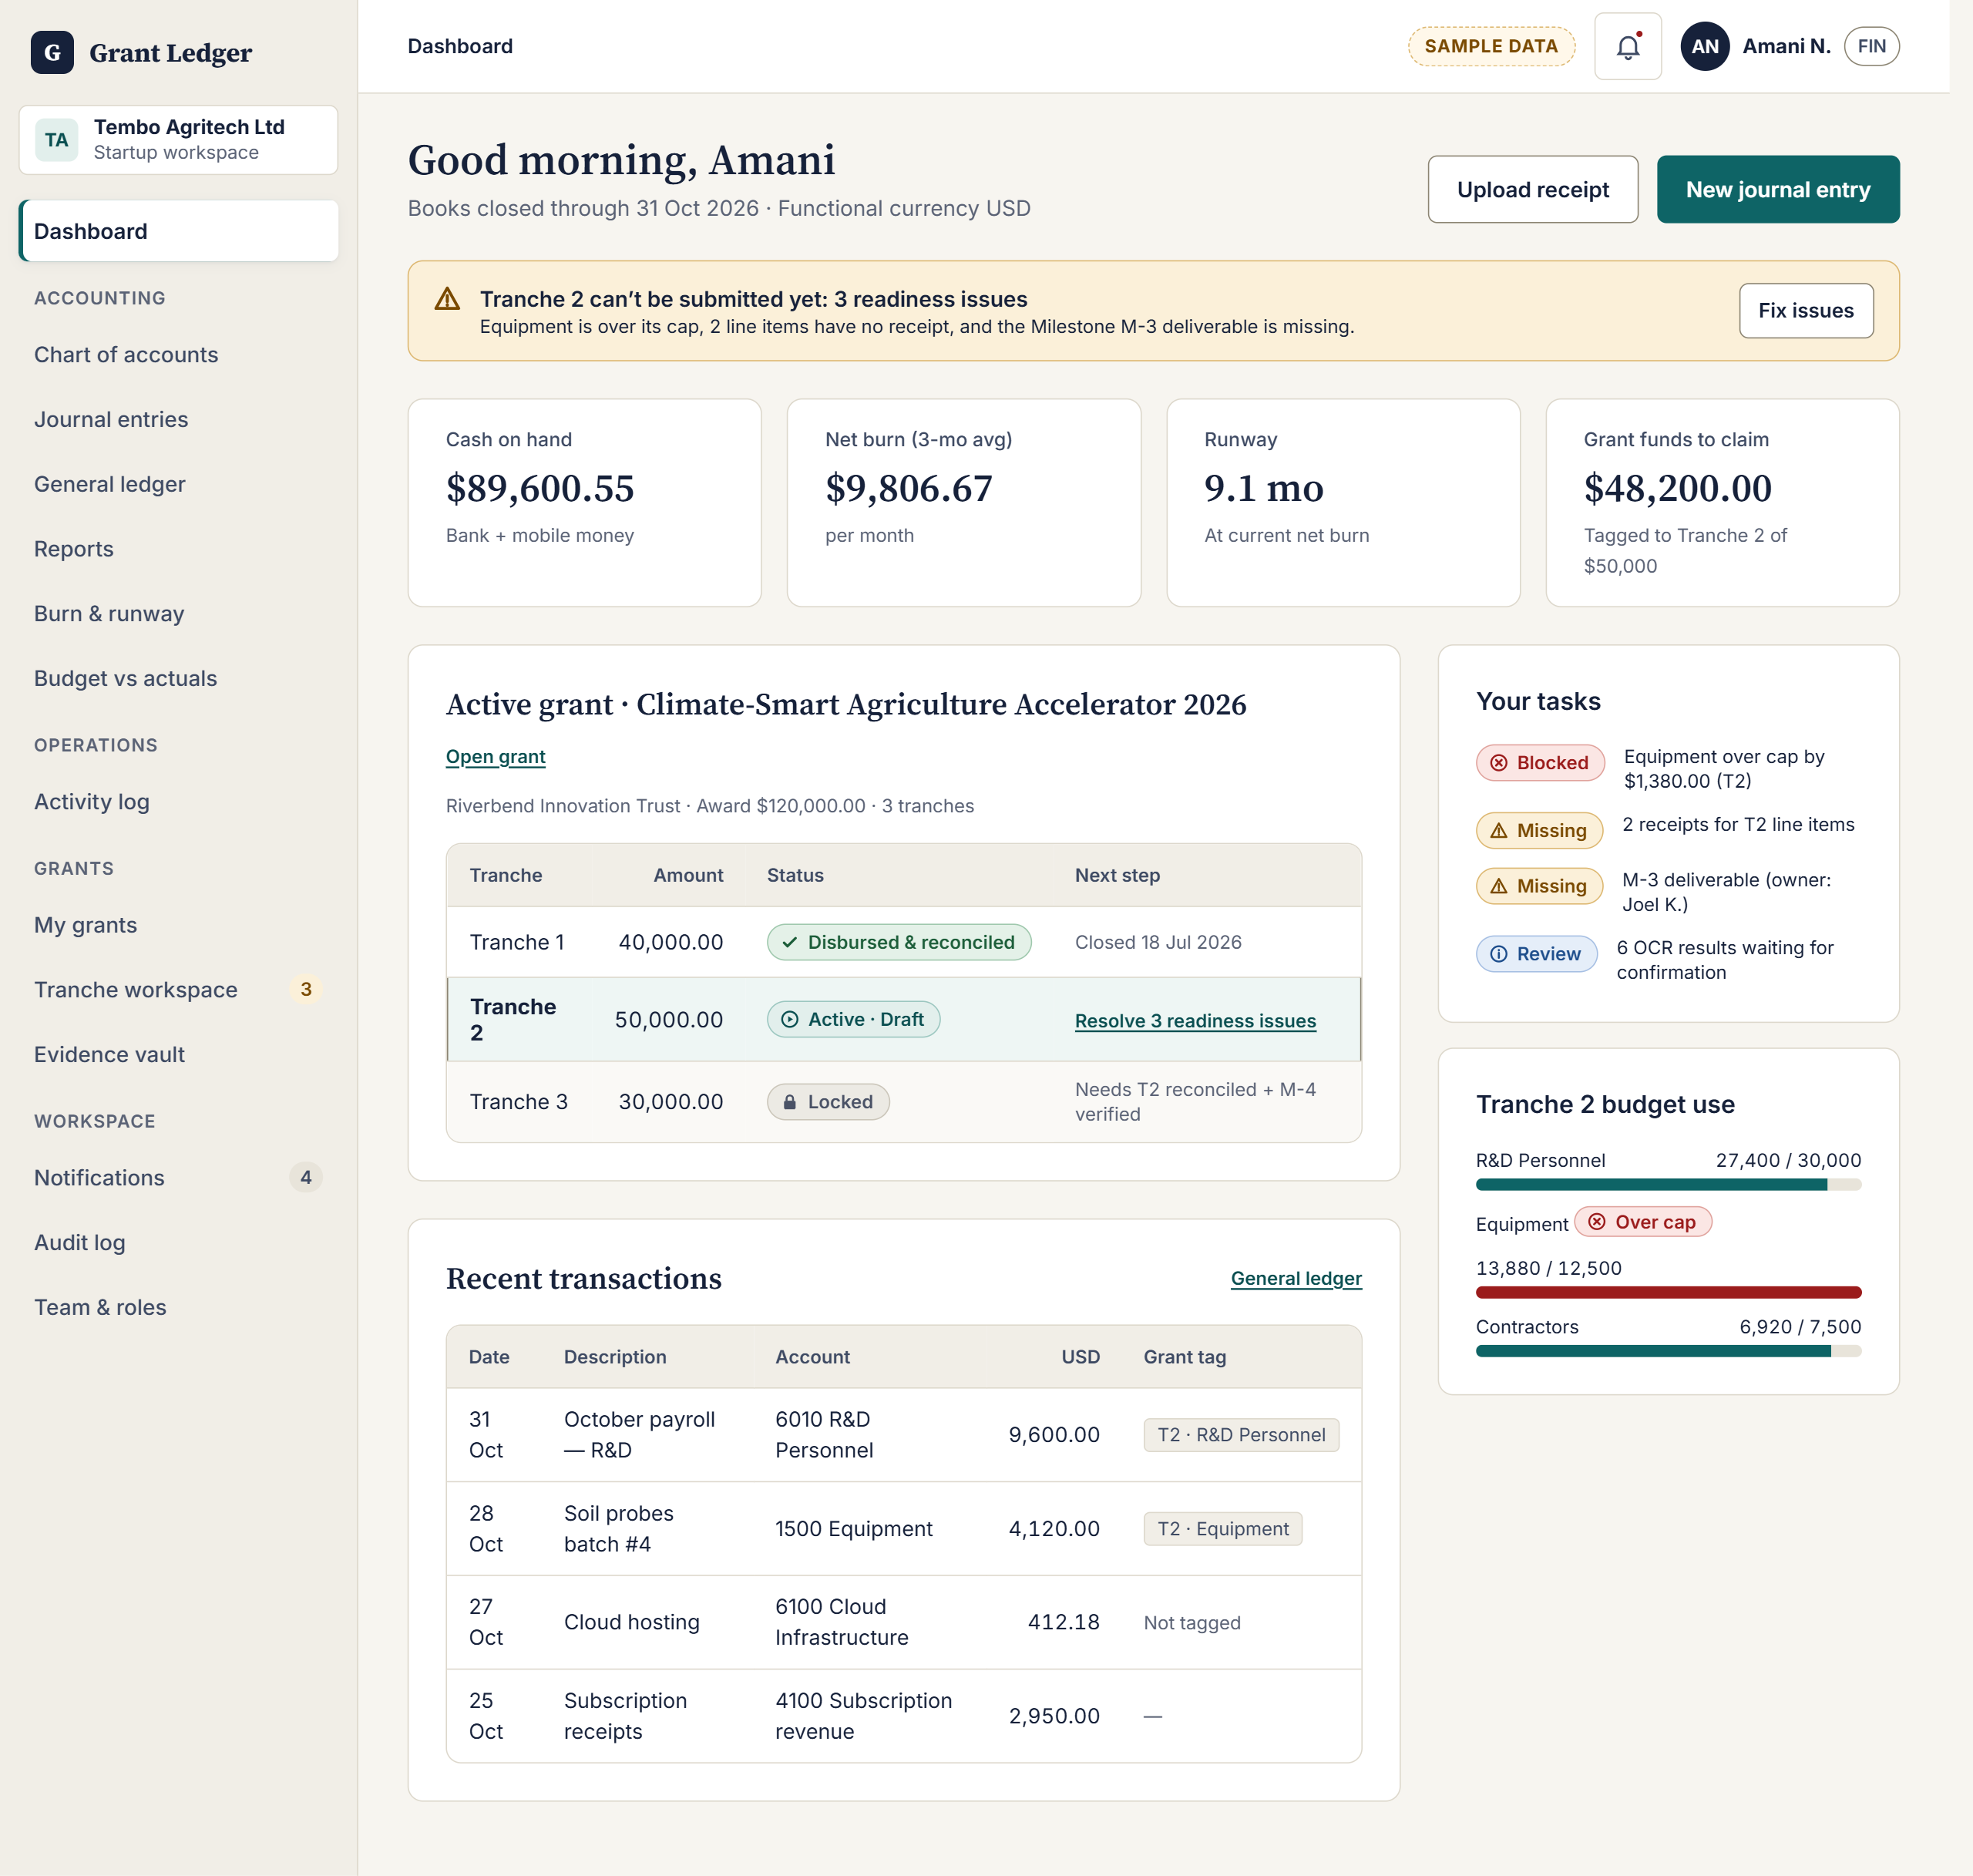 G Grant Ledger
TA Tembo Agritech Ltd
Startup workspace
Dashboard
ACCOUNTING
Chart of accounts
Journal entries
General ledger
Reports
Burn & runway
Budget vs actuals
OPERATIONS
Activity log
GRANTS
My grants
Tranche workspace 3
Evidence vault
WORKSPACE
Notifications 4
Audit log
Team & roles
Dashboard
SAMPLE DATA
AN Amani N. FIN
Good morning, Amani
Books closed through 31 Oct 2026 · Functional currency USD
Upload receipt
New journal entry
Tranche 2 can’t be submitted yet: 3 readiness issues
Equipment is over its cap, 2 line items have no receipt, and the Milestone M-3 deliverable is missing.
Fix issues
Cash on hand
$89,600.55
Bank + mobile money
Net burn (3-mo avg)
$9,806.67
per month
Runway
9.1 mo
At current net burn
Grant funds to claim
$48,200.00
Tagged to Tranche 2 of
$50,000
Active grant · Climate-Smart Agriculture Accelerator 2026
Open grant
Riverbend Innovation Trust · Award $120,000.00 · 3 tranches
Tranche Amount Status Next step
Tranche 1 40,000.00 Disbursed & reconciled Closed 18 Jul 2026
Tranche
2
50,000.00 Active · Draft Resolve 3 readiness issues
Tranche 3 30,000.00 Locked
Needs T2 reconciled + M-4
verified
Recent transactions
General ledger
Date Description Account USD Grant tag
31
Oct
October payroll
— R&D
6010 R&D
Personnel
9,600.00
T2 · R&D Personnel
28
Oct
Soil probes
batch #4
1500 Equipment
4,120.00
T2 · Equipment
27
Oct
Cloud hosting
6100 Cloud
Infrastructure
412.18
Not tagged
25
Oct
Subscription
receipts
4100 Subscription
revenue
2,950.00
—
Your tasks
Blocked
Equipment over cap by
$1,380.00 (T2)
Missing
2 receipts for T2 line items
Missing
M-3 deliverable (owner:
Joel K.)
Review
6 OCR results waiting for
confirmation
Tranche 2 budget use
R&D Personnel 27,400 / 30,000
Equipment Over cap
13,880 / 12,500
Contractors 6,920 / 7,500